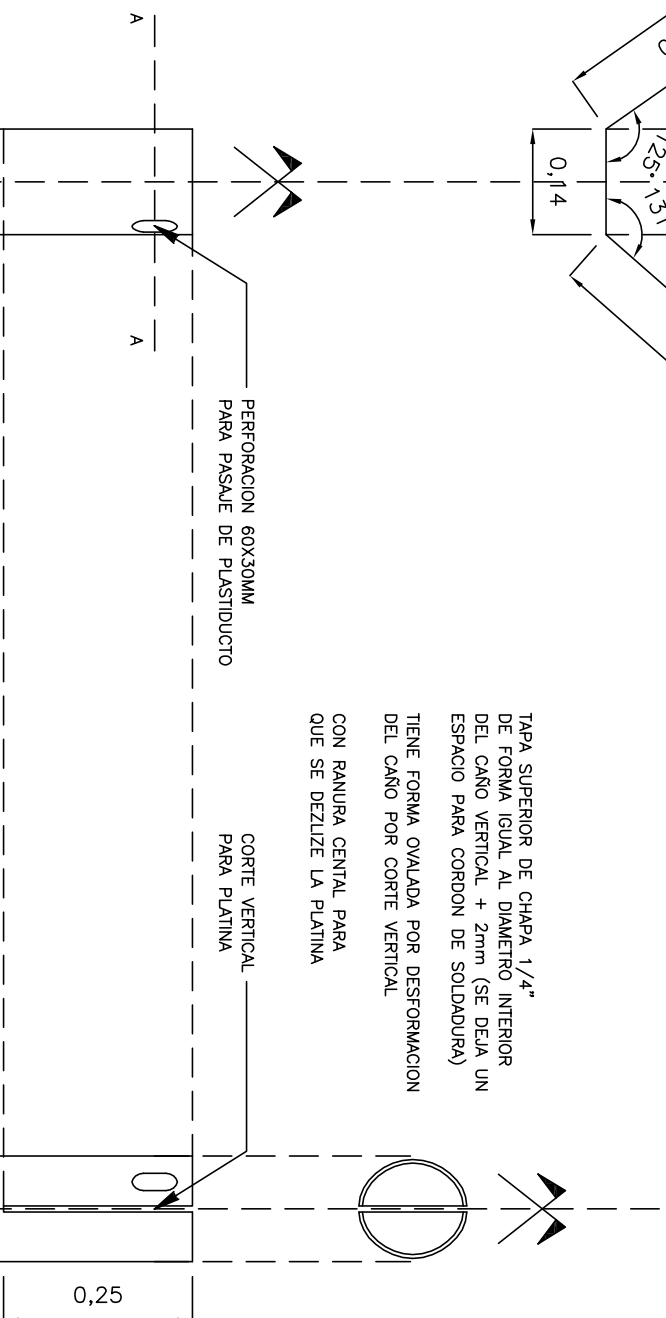 A
A
0,14
125.
131
PERFORACION 60X30MM
PARA PASAJE DE PLASTIDUCTO
TAPA SUPERIOR DE CHAPA 1/4"
DE FORMA IGUAL AL DIAMETRO INTERIOR
DEL CAÑO VERTICAL + 2mm (SE DEJA UN
ESPACIO PARA CORDON DE SOLDADURA)
TIENE FORMA OVALADA POR DESFORMACION
DEL CAÑO POR CORTE VERTICAL
CON RANURA CENTAL PARA
QUE SE DEZLIZE LA PLATINA
CORTE VERTICAL
PARA PLATINA
0,25